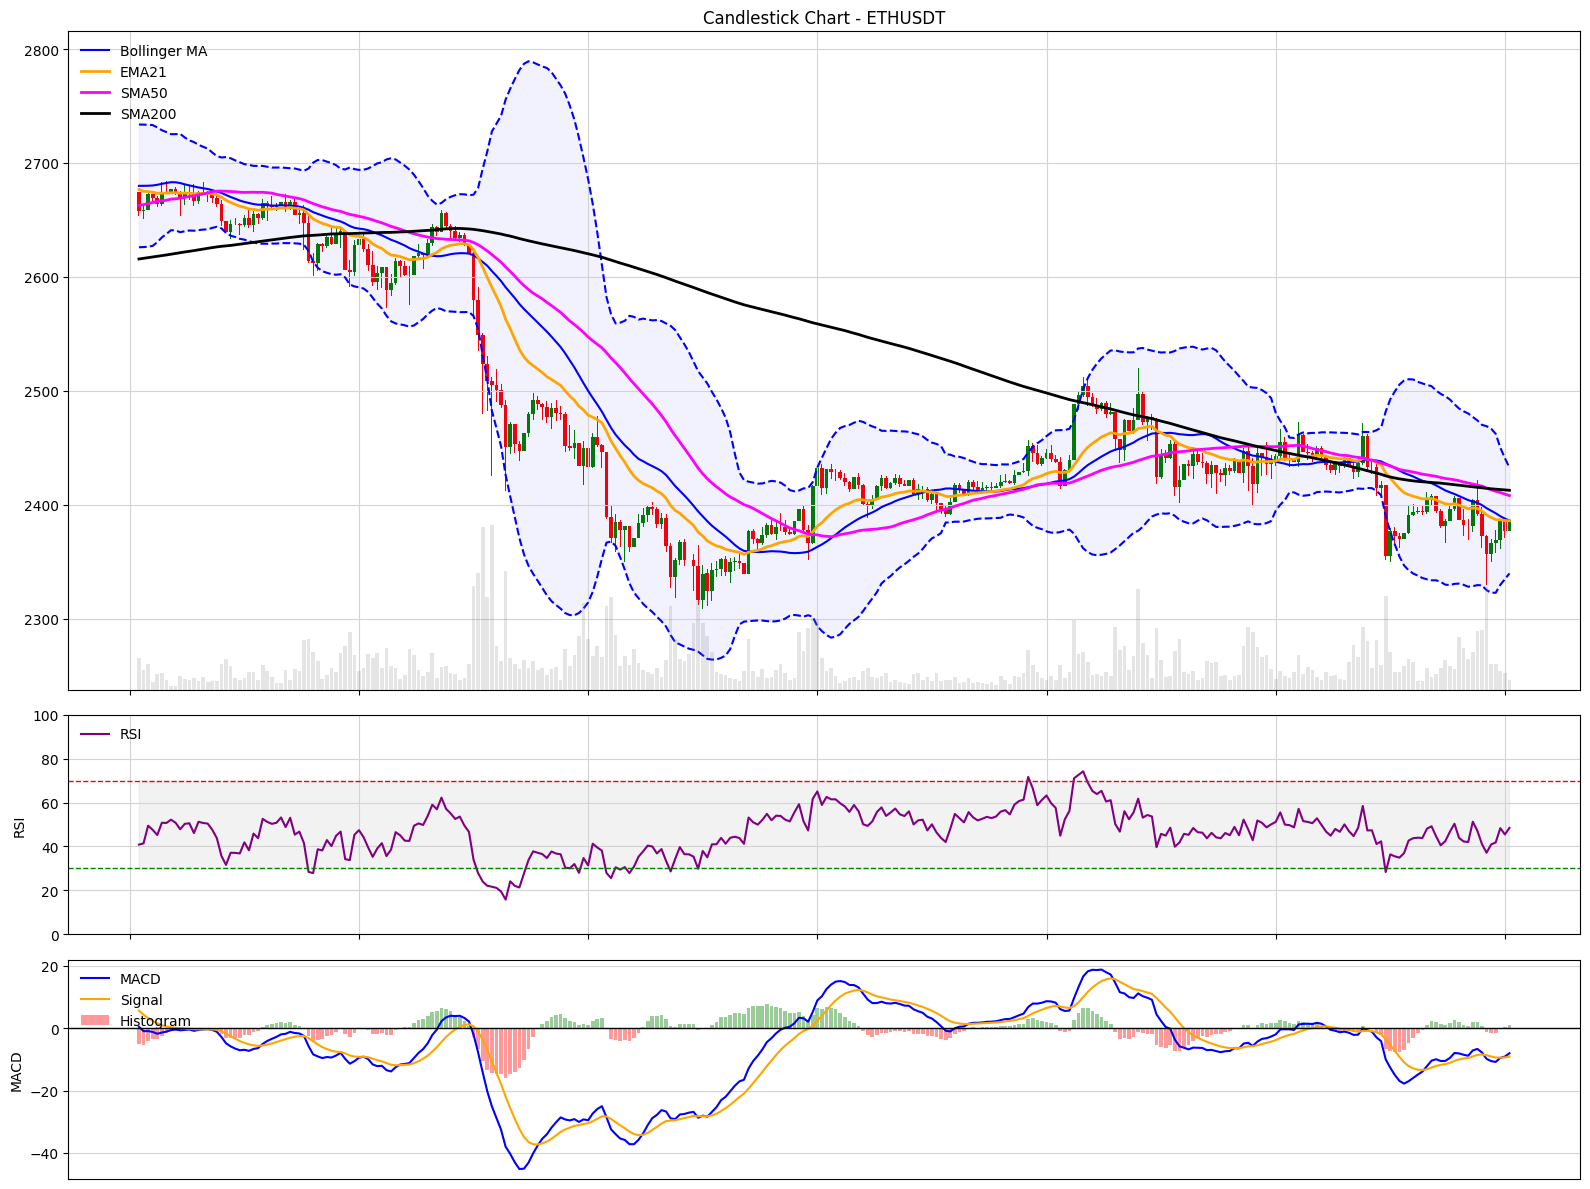 Candlestick Chart - ETHUSDT
2800
2700
2600
2500
2400
2300
Bollinger MA
EMA21
SMA50
SMA200
100
80
60
40
20
0
RSI
RSI
20
0
−20
−40
MACD
MACD
Signal
Histogram